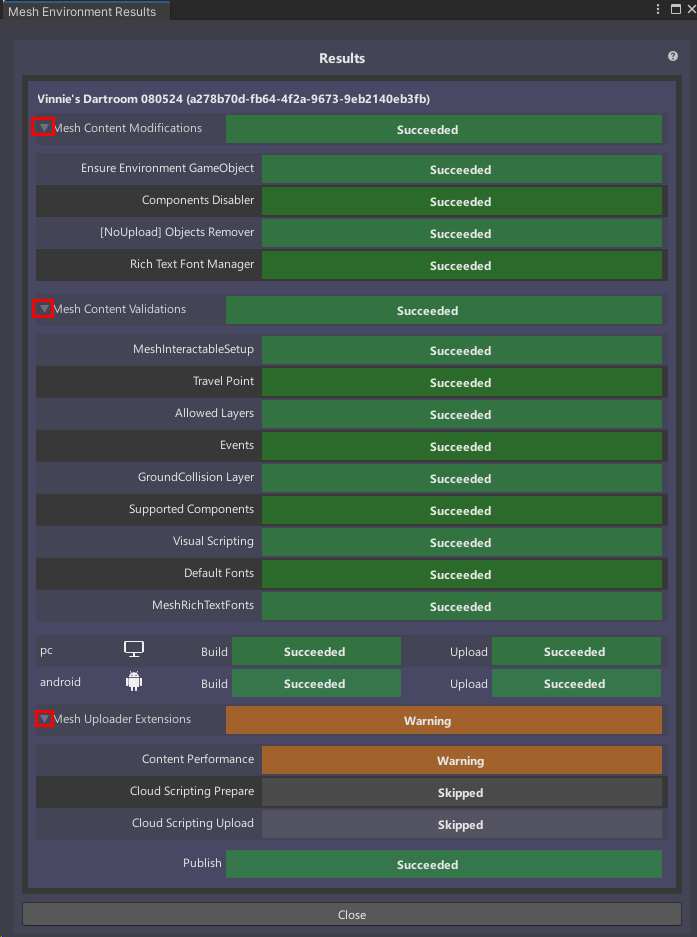 Mesh Environment Results
Results
Vinnie's Dartroom 080524 (a278b70d-fb64-4f2a-9673-9eb2140eb3fb)
Mesh Content Modifications Succeeded
Ensure Environment GameObject Succeeded
Components Disabler Succeeded
[NoUpload] Objects Remover Succeeded
Rich Text Font Manager Succeeded
Mesh Content Validations Succeeded
MeshInteractableSetup Succeeded
Travel Point Succeeded
Allowed Layers Succeeded
Events Succeeded
GroundCollision Layer Succeeded
Supported Components Succeeded
Visual Scripting Succeeded
Default Fonts Succeeded
MeshRichTextFonts Succeeded
pc Build Succeeded Upload Succeeded
android Build Succeeded Upload Succeeded
Mesh Uploader Extensions Warning
Content Performance Warning
Cloud Scripting Prepare Skipped
Cloud Scripting Upload Skipped
Publish Succeeded
Close